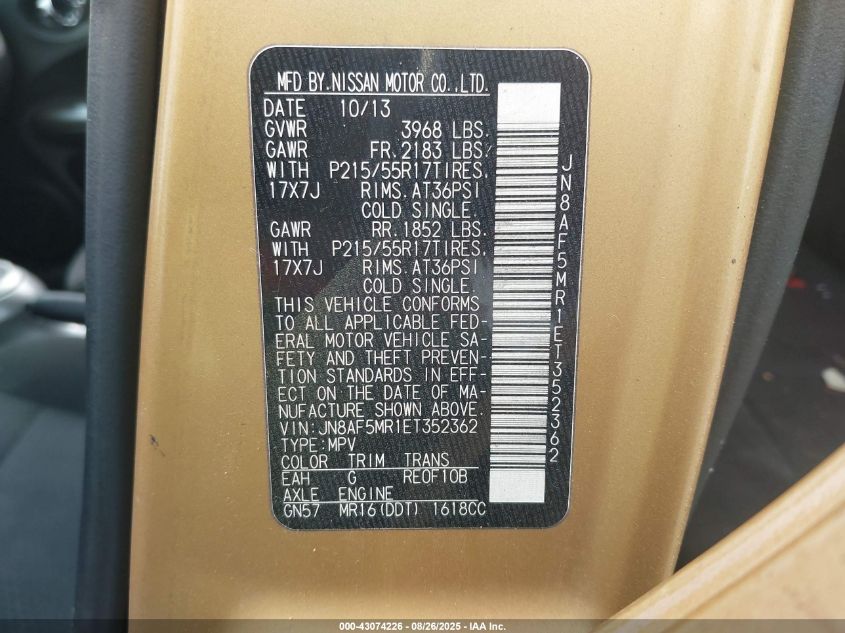 MFD BY.NISSAN MOTOR CO.,LTD.
DATE 10/13
GVWR 3968 LBS.
GAWR FR.2183 LBS.
WITH P215/55R17TIRES,
17X7J RIMS.AT36PSI
COLD SINGLE.
GAWR RR.1852 LBS.
WITH P215/55R17TIRES,
17X7J RIMS.AT36PSI
COLD SINGLE.
THIS VEHICLE CONFORMS
TO ALL APPLICABLE FED-
ERAL MOTOR VEHICLE SA-
FETY AND THEFT PREVEN-
TION STANDARDS IN EFF-
ECT ON THE DATE OF MA-
NUFACTURE SHOWN ABOVE.
VIN:JN8AF5MR1ET352362
TYPE:MPV
COLOR TRIM TRANS
EAH G RE0F10B
AXLE ENGINE
GN57 MR16(DDT) 1618CC
JN8AF5MR1ET352362
000-43074226 - 08/26/2025 - IAA Inc.